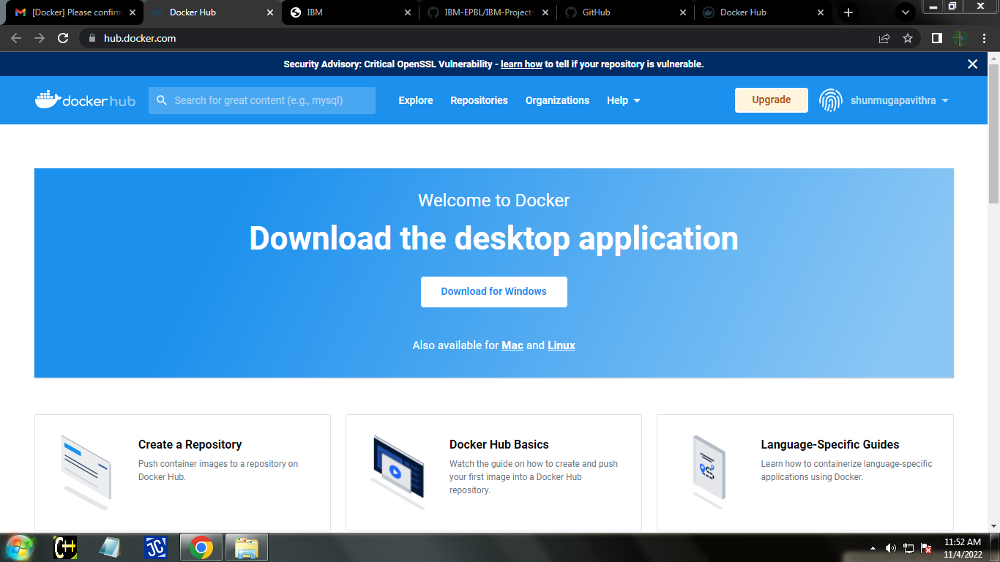 [Docker] Please confirm
Docker Hub
IBM
IBM-EPBL/IBM-Project-
GitHub
Docker Hub
hub.docker.com
Security Advisory: Critical OpenSSL Vulnerability - learn how to tell if your repository is vulnerable.
docker hub
Search for great content (e.g., mysql)
Explore
Repositories
Organizations
Help
Upgrade
shunmugapavithra
Welcome to Docker
Download the desktop application
Download for Windows
Also available for Mac and Linux
Create a Repository
Push container images to a repository on
Docker Hub.
Docker Hub Basics
Watch the guide on how to create and push
your first image into a Docker Hub
repository.
Language-Specific Guides
Learn how to containerize language-specific
applications using Docker.
C++
JC
11:52 AM
11/4/2022